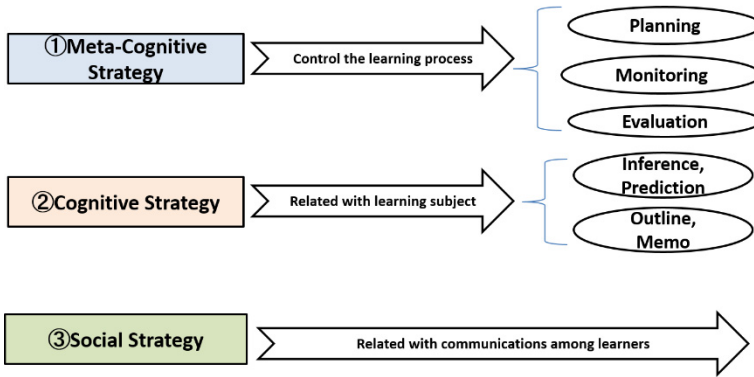 ①Meta-Cognitive
Strategy
Control the learning process
Planning
Monitoring
Evaluation
②Cognitive Strategy
Related with learning subject
Inference,
Prediction
Outline,
Memo
③Social Strategy
Related with communications among learners